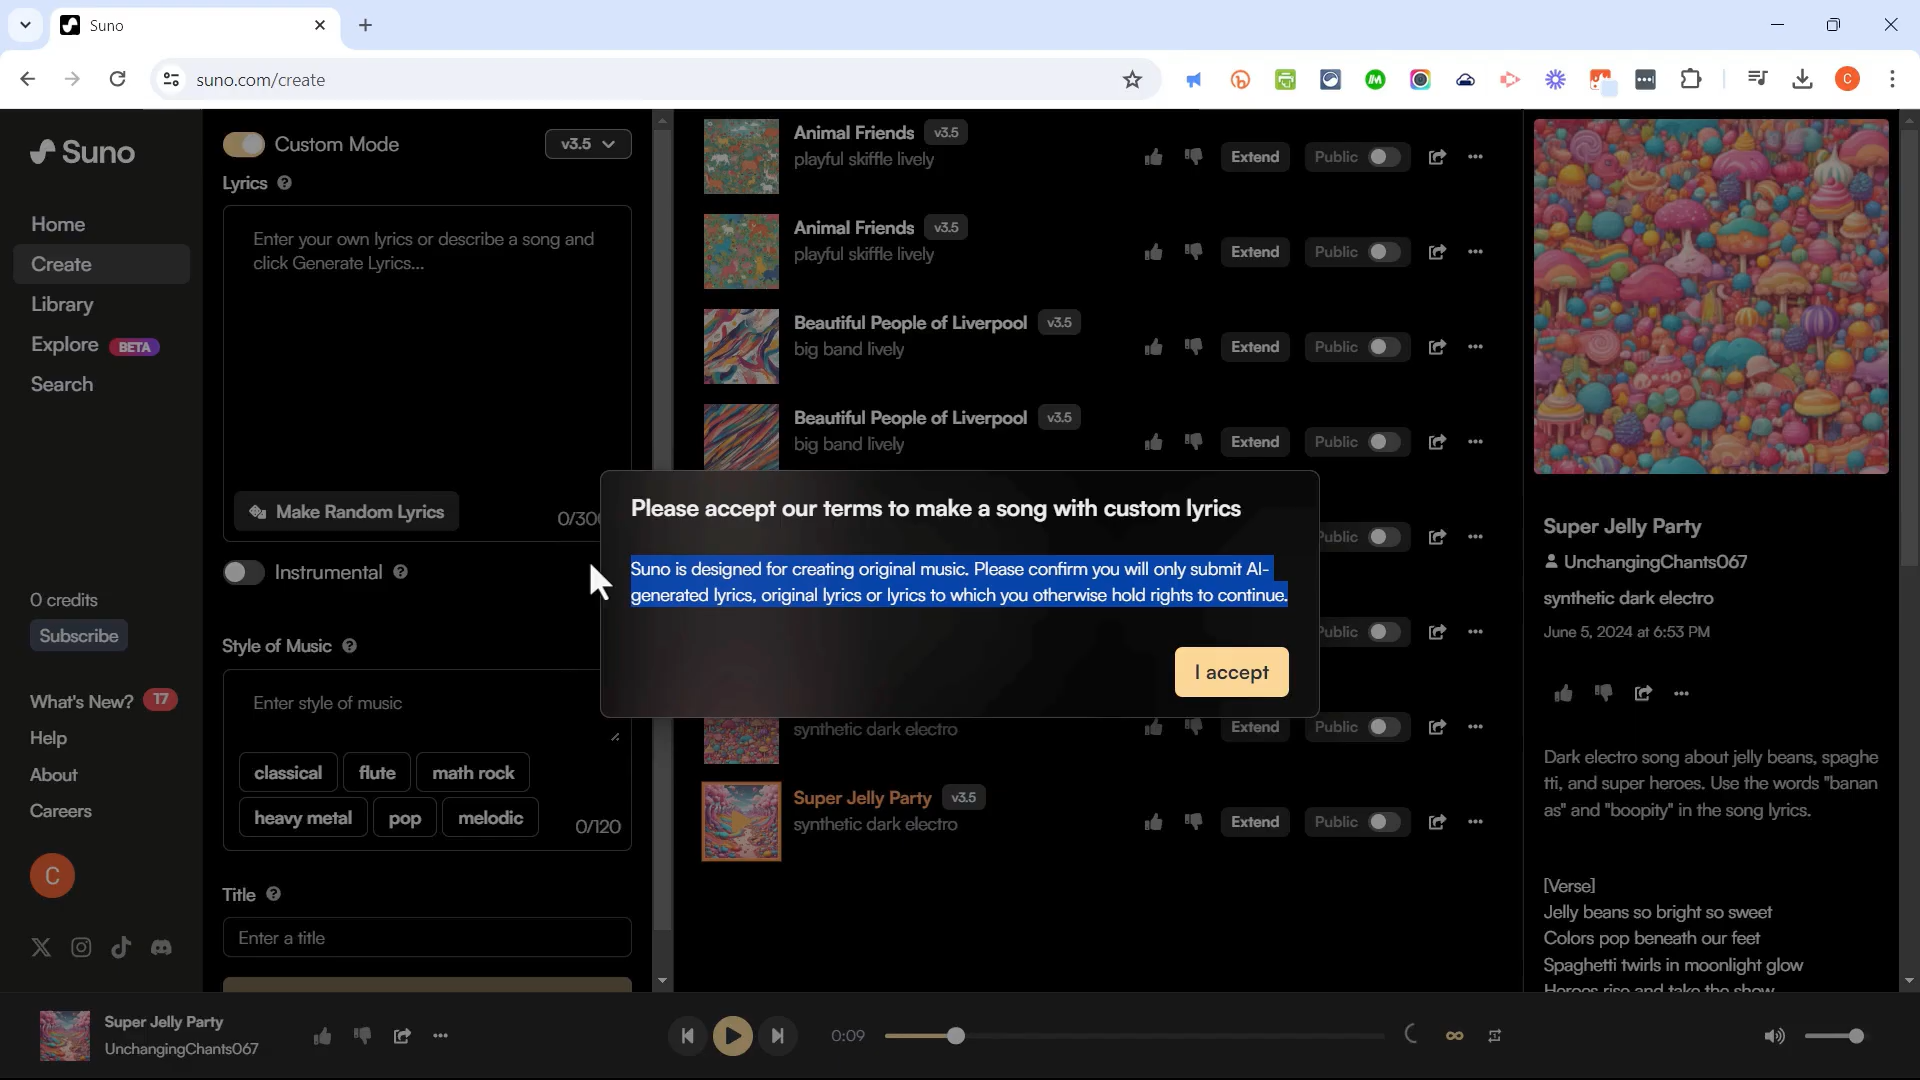 Suno
suno.com/create
C
Suno
Home
Create
Library
Explore BETA
Search
0 credits
Subscribe
What's New? 17
Help
About
Careers
C
Custom Mode
v3.5
Lyrics
Enter your own lyrics or describe a song and
click Generate Lyrics...
Make Random Lyrics
0/300
Instrumental
Style of Music
Enter style of music
classical
flute
math rock
heavy metal
pop
melodic
0/120
Title
Enter a title
Animal Friends v3.5
playful skiffle lively
Extend
Public
Animal Friends v3.5
playful skiffle lively
Extend
Public
Beautiful People of Liverpool v3.5
big band lively
Extend
Public
Beautiful People of Liverpool v3.5
big band lively
Extend
Public
Public
Public
synthetic dark electro
Extend
Public
Super Jelly Party v3.5
synthetic dark electro
Extend
Public
Please accept our terms to make a song with custom lyrics
Suno is designed for creating original music. Please confirm you will only submit AI-
generated lyrics, original lyrics or lyrics to which you otherwise hold rights to continue.
I accept
Super Jelly Party
UnchangingChants067
synthetic dark electro
June 5, 2024 at 6:53 PM
Dark electro song about jelly beans, spaghe
tti, and super heroes. Use the words "banan
as" and "boopity" in the song lyrics.
[Verse]
Jelly beans so bright so sweet
Colors pop beneath our feet
Spaghetti twirls in moonlight glow
Heroes rise and take the show
Super Jelly Party
UnchangingChants067
0:09